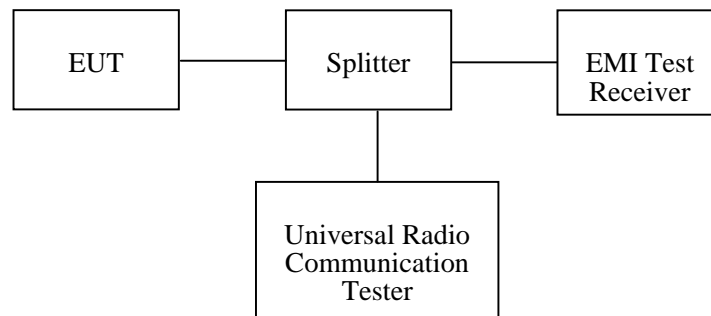 EUT
Splitter
EMI Test
Receiver
Universal Radio
Communication
Tester